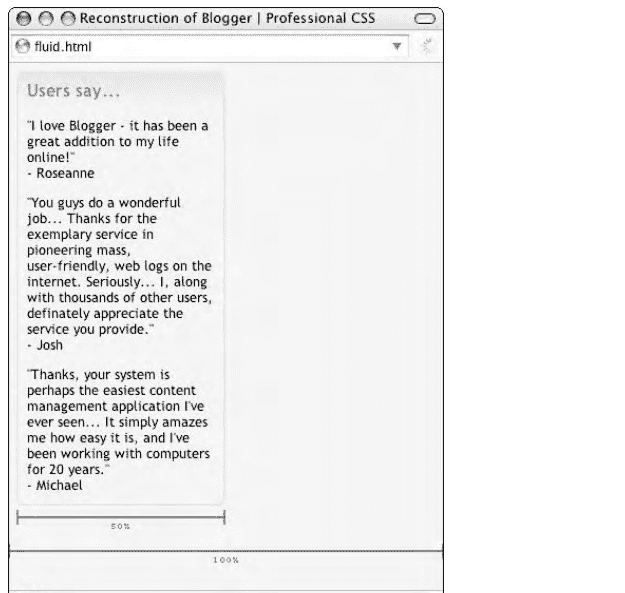 Reconstruction of Blogger | Professional CSS
fluid.html
Users say...
"I love Blogger - it has been a
great addition to my life
online!"
- Roseanne
"You guys do a wonderful
job... Thanks for the
exemplary service in
pioneering mass,
user-friendly, web logs on the
internet. Seriously... I, along
with thousands of other users,
definately appreciate the
service you provide."
- Josh
"Thanks, your system is
perhaps the easiest content
management application I've
ever seen... It simply amazes
me how easy it is, and I've
been working with computers
for 20 years."
- Michael
50%
100%